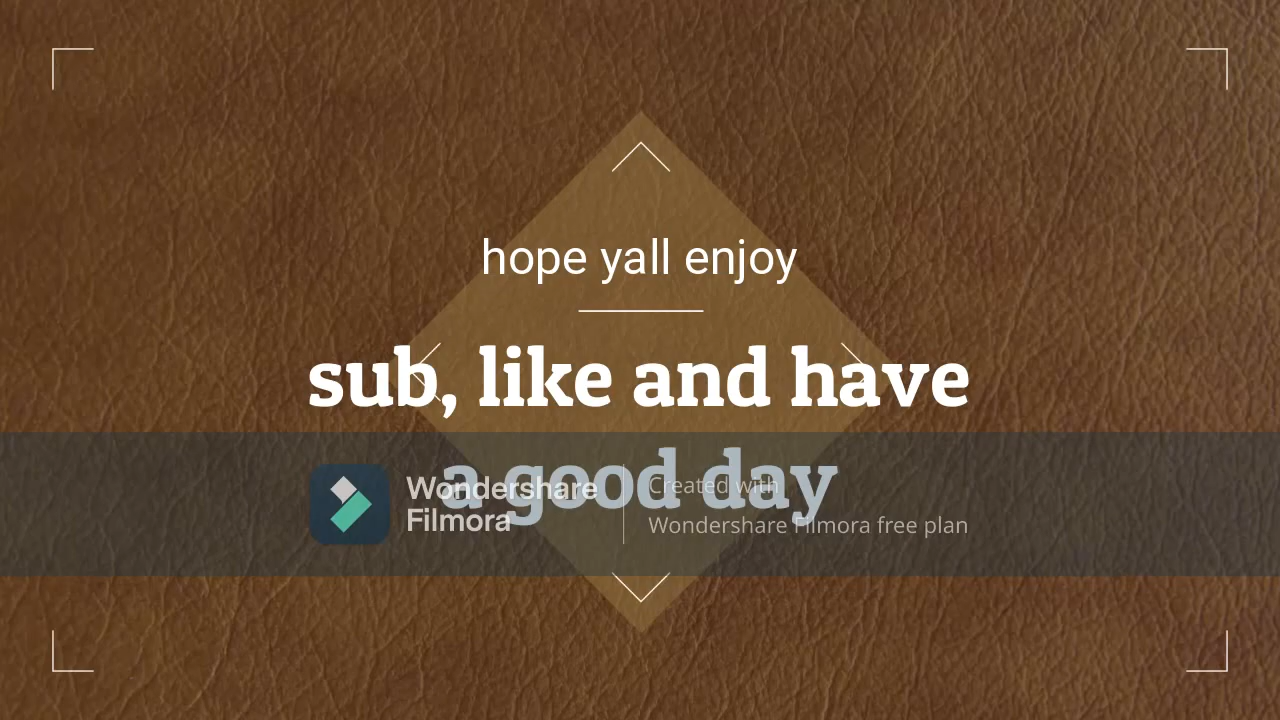 hope yall enjoy
sub, like and have
a good day
Wondershare
Filmora
Created with
Wondershare Filmora free plan